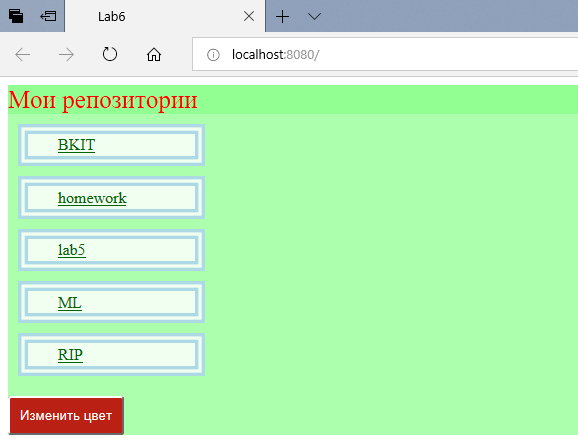 Lab6
localhost:8080/
Мои репозитории
BKIT
homework
lab5
ML
RIP
Изменить цвет